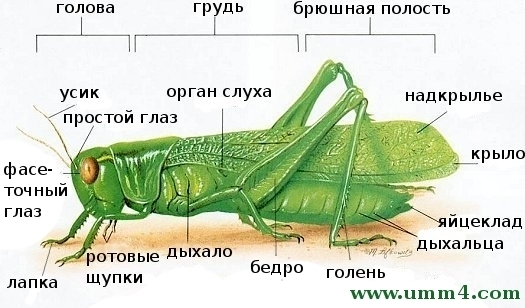 голова
грудь
брюшная полость
усик
орган слуха
надкрылье
простой глаз
крыло
фасе-
точный
глаз
яйцеклад
дыхальца
дыхало
ротовые
щупки
бедро
голень
лапка
www.umm4.com